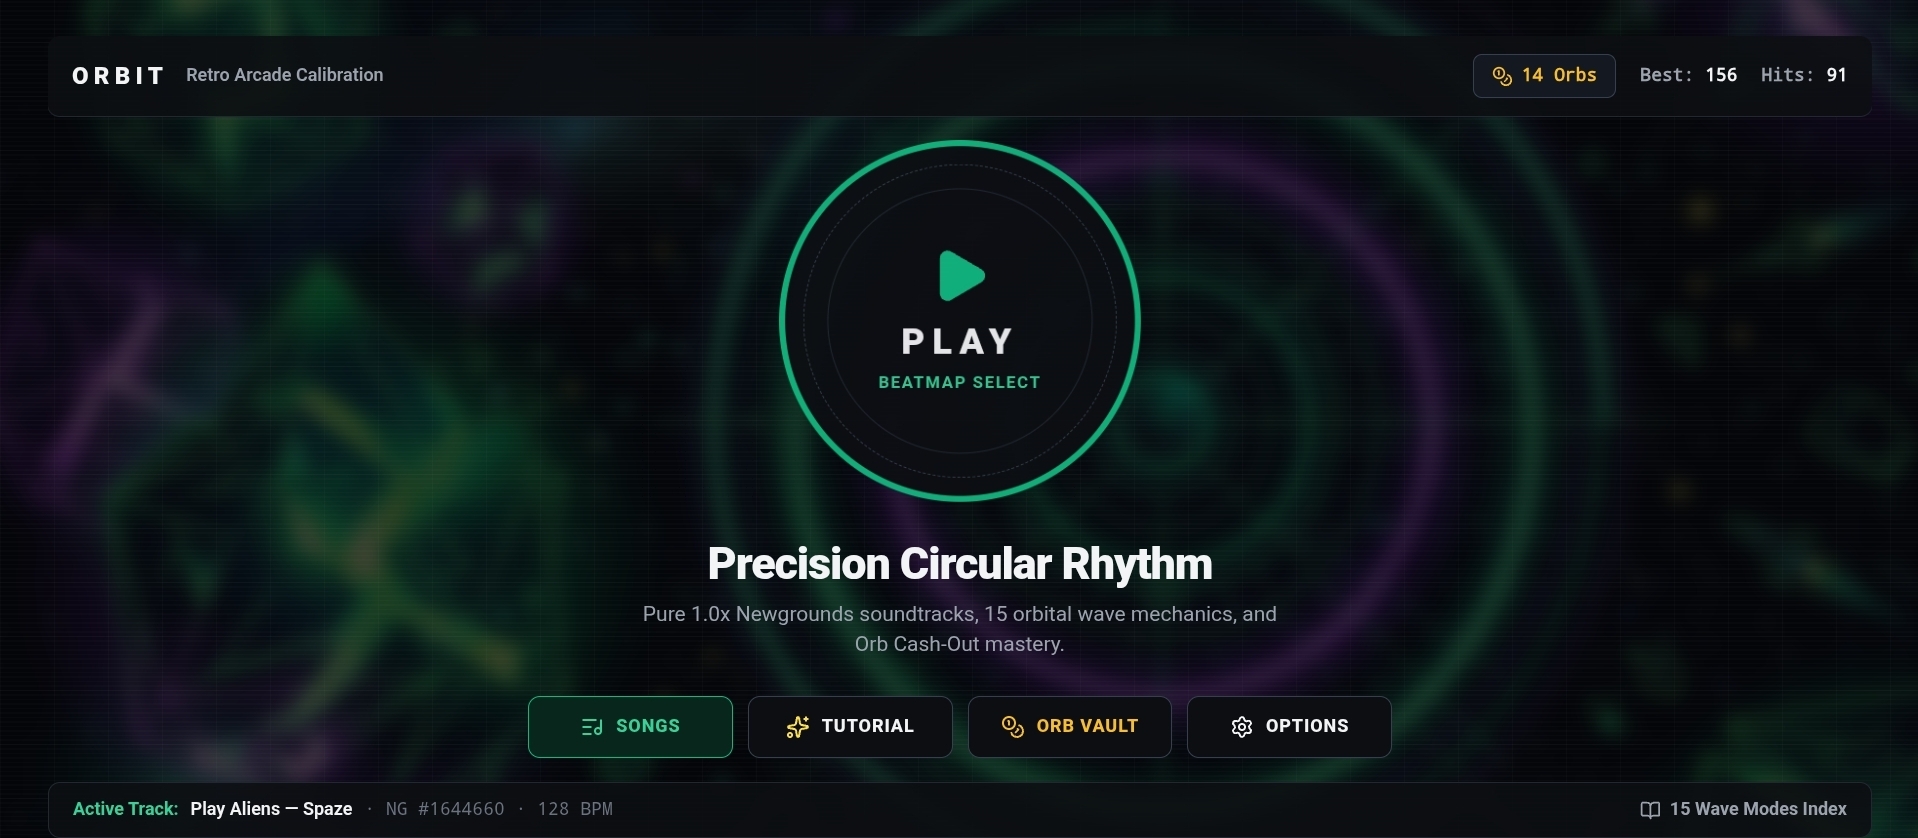 ORBIT Retro Arcade Calibration 14 Orbs Best: 156 Hits: 91
PLAY
BEATMAP SELECT
Precision Circular Rhythm
Pure 1.0x Newgrounds soundtracks, 15 orbital wave mechanics, and
Orb Cash-Out mastery.
SONGS TUTORIAL ORB VAULT OPTIONS
Active Track: Play Aliens — Spaze · NG #1644660 · 128 BPM 15 Wave Modes Index